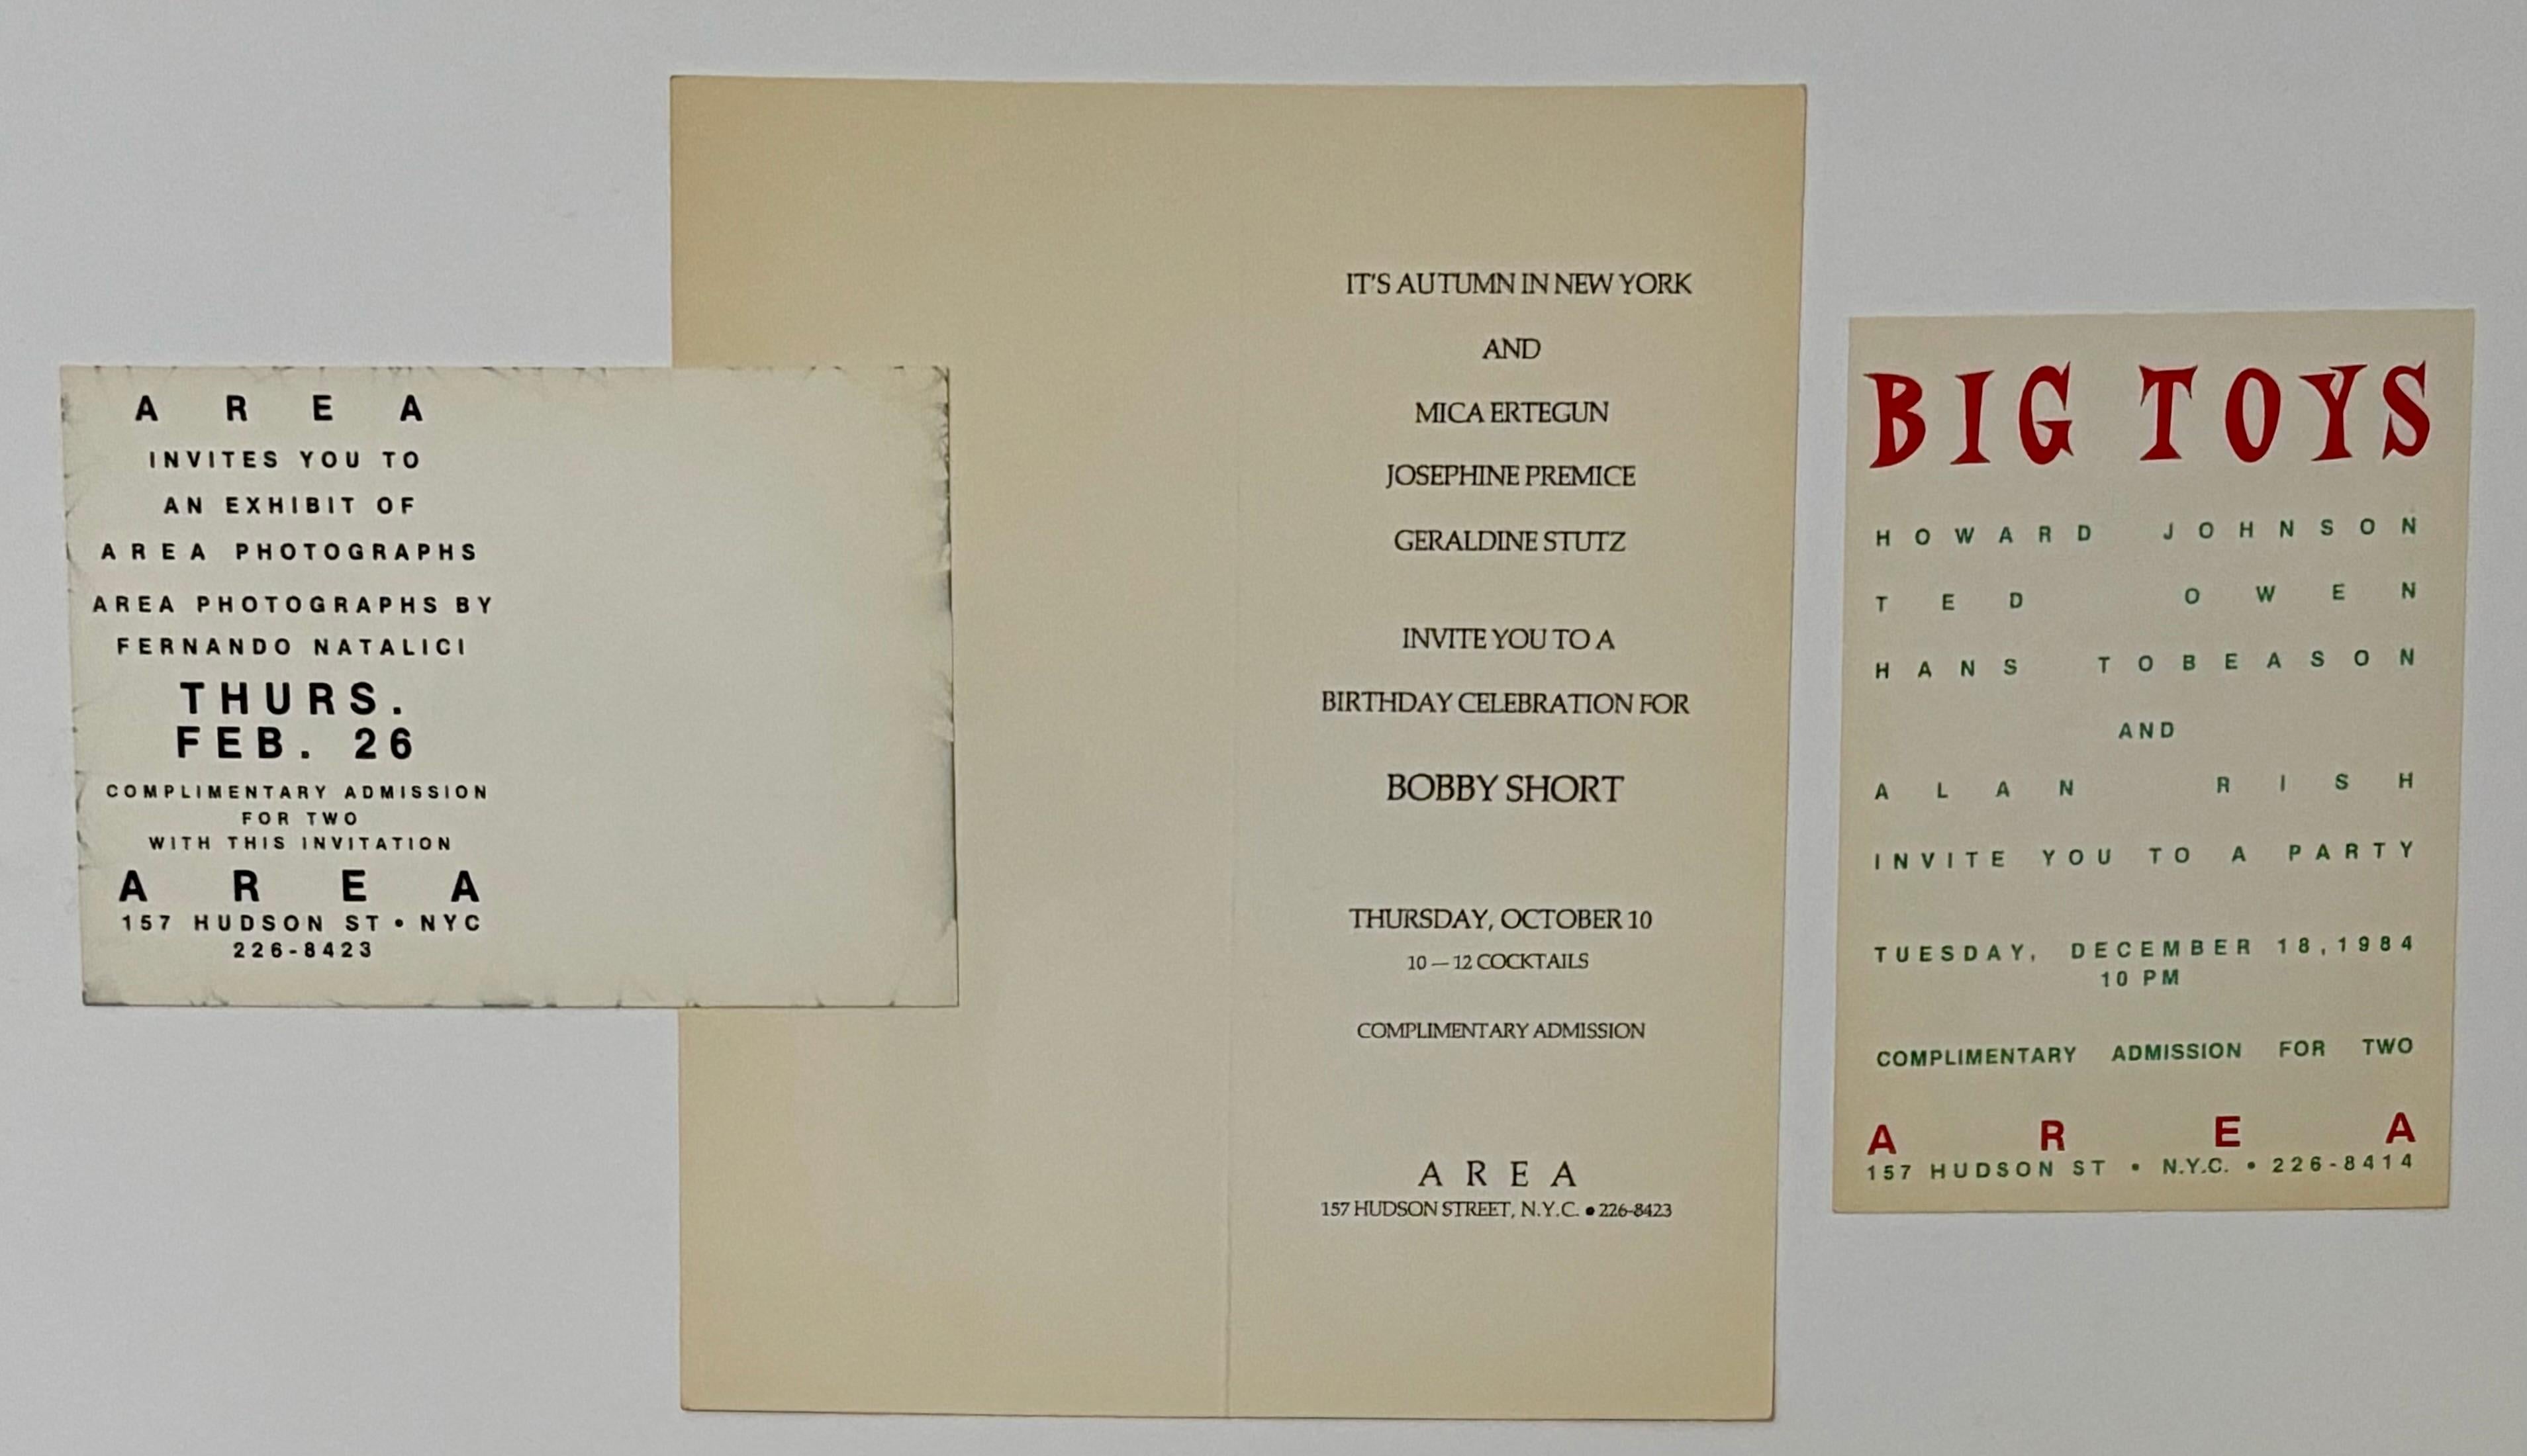 A R E A
INVITES YOU TO
AN EXHIBIT OF
AREA PHOTOGRAPHS
AREA PHOTOGRAPHS BY
FERNANDO NATALICI
THURS.
FEB. 26
COMPLIMENTARY ADMISSION
FOR TWO
WITH THIS INVITATION
A R E A
157 HUDSON ST • NYC
226-8423
IT'S AUTUMN IN NEW YORK
AND
MICA ERTEGUN
JOSEPHINE PREMICE
GERALDINE STUTZ
INVITE YOU TO A
BIRTHDAY CELEBRATION FOR
BOBBY SHORT
THURSDAY, OCTOBER 10
10 — 12 COCKTAILS
COMPLIMENTARY ADMISSION
A R E A
157 HUDSON STREET, N.Y.C. • 226-8423
BIG TOYS
HOWARD JOHNSON
TED OWEN
HANS TOBEASON
AND
ALAN RISH
INVITE YOU TO A PARTY
TUESDAY, DECEMBER 18, 1984
10 PM
COMPLIMENTARY ADMISSION FOR TWO
A R E A
157 HUDSON ST • N.Y.C. • 226-8414